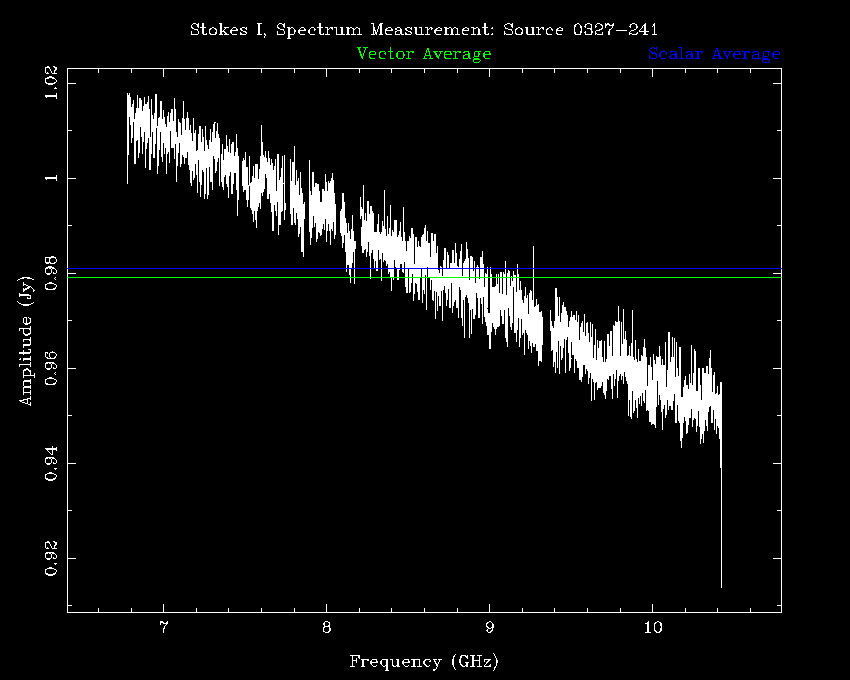 Stokes I, Spectrum Measurement: Source 0327-241
Vector Average Scalar Average
1.02
1
0.98
0.96
0.94
0.92
Amplitude (Jy)
7 8 9 10
Frequency (GHz)